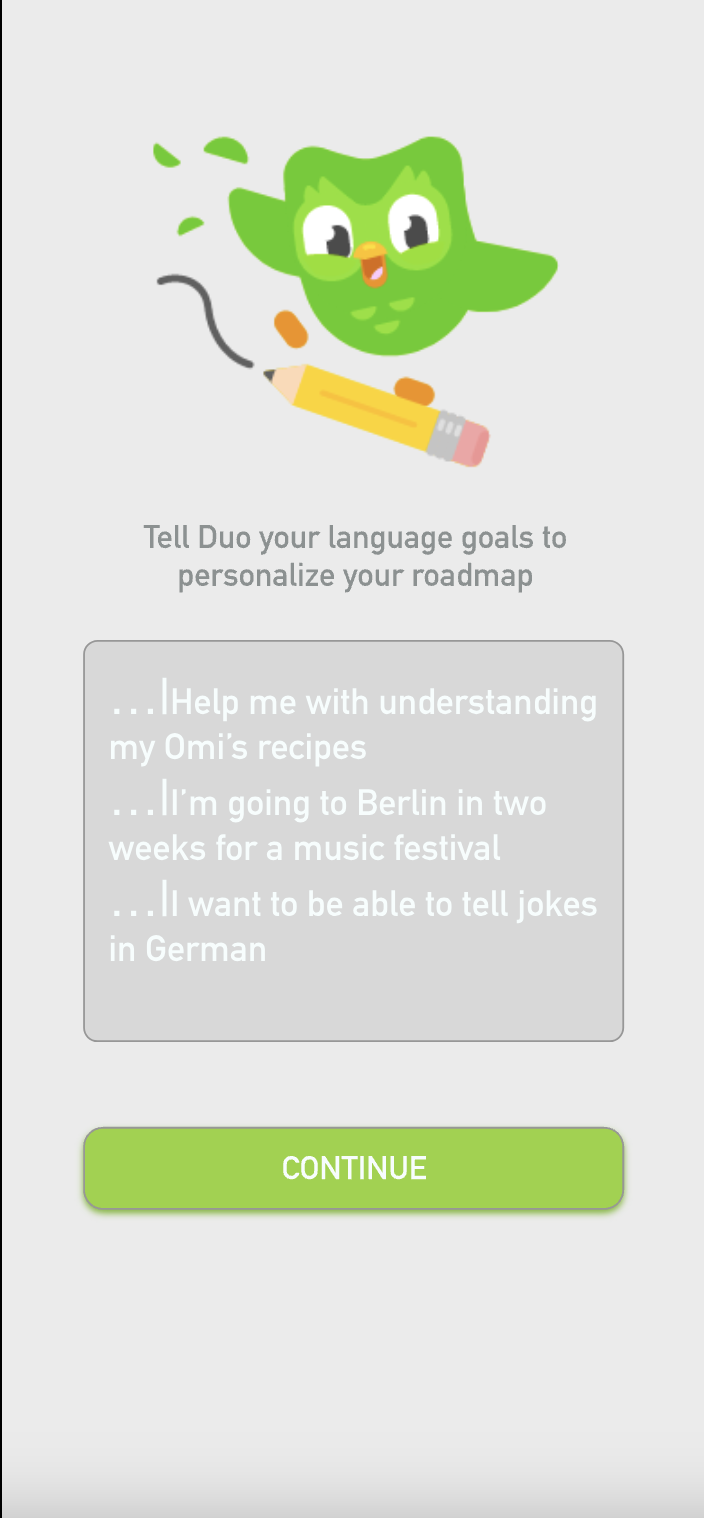 Tell Duo your language goals to
personalize your roadmap
...|Help me with understanding
my Omi’s recipes
...|I’m going to Berlin in two
weeks for a music festival
...|I want to be able to tell jokes
in German
CONTINUE